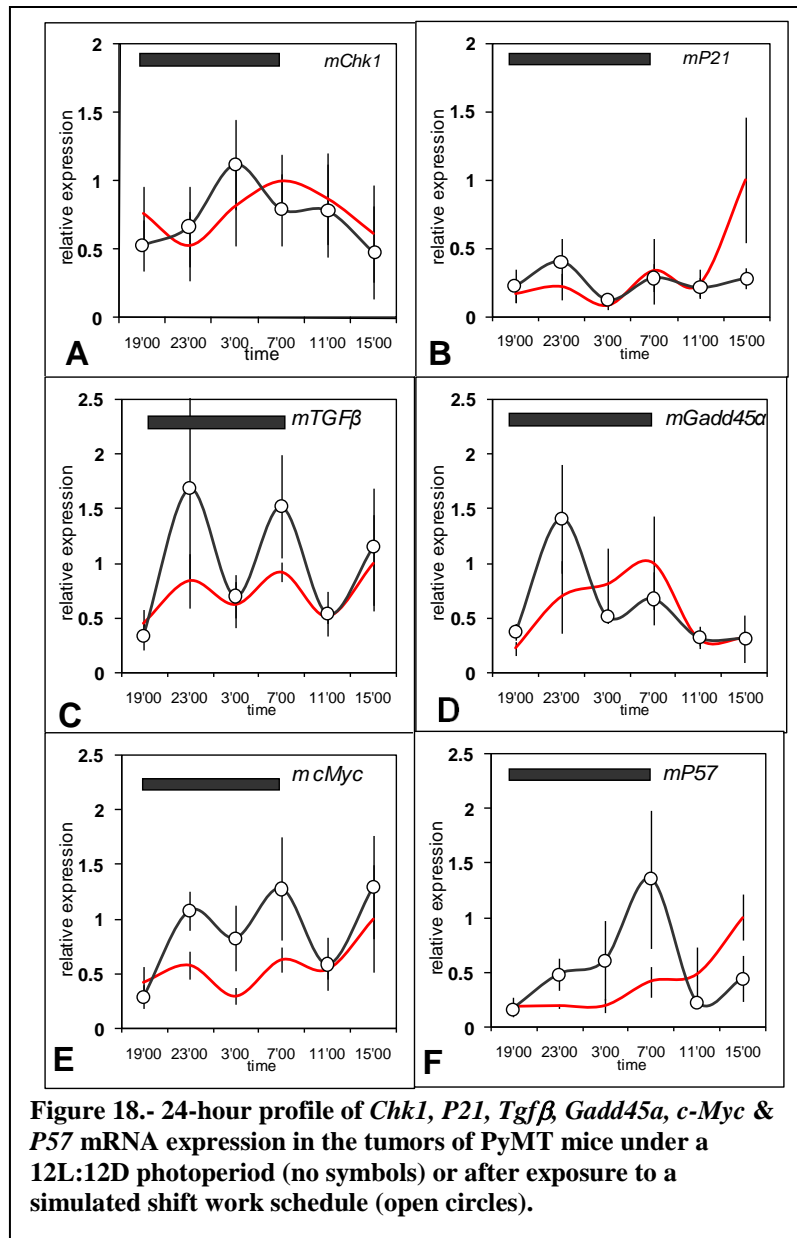 2
1.5
1
0.5
0
relative expression
mChk1
19'00 23'00 3'00 7'00 11'00 15'00
time
A
2
1.5
1
0.5
0
relative expression
mP21
19'00 23'00 3'00 7'00 11'00 15'00
time
B
2.5
2
1.5
1
0.5
0
relative expression
mTGFβ
19'00 23'00 3'00 7'00 11'00 15'00
time
C
2.5
2
1.5
1
0.5
0
relative expression
mGadd45α
19'00 23'00 3'00 7'00 11'00 15'00
time
D
2.5
2
1.5
1
0.5
0
relative expression
m cMyc
19'00 23'00 3'00 7'00 11'00 15'00
time
E
2.5
2
1.5
1
0.5
0
relative expression
mP57
19'00 23'00 3'00 7'00 11'00 15'00
time
F
Figure 18.- 24-hour profile of Chk1, P21, Tgfβ, Gadd45a, c-Myc &
P57 mRNA expression in the tumors of PyMT mice under a
12L:12D photoperiod (no symbols) or after exposure to a
simulated shift work schedule (open circles).